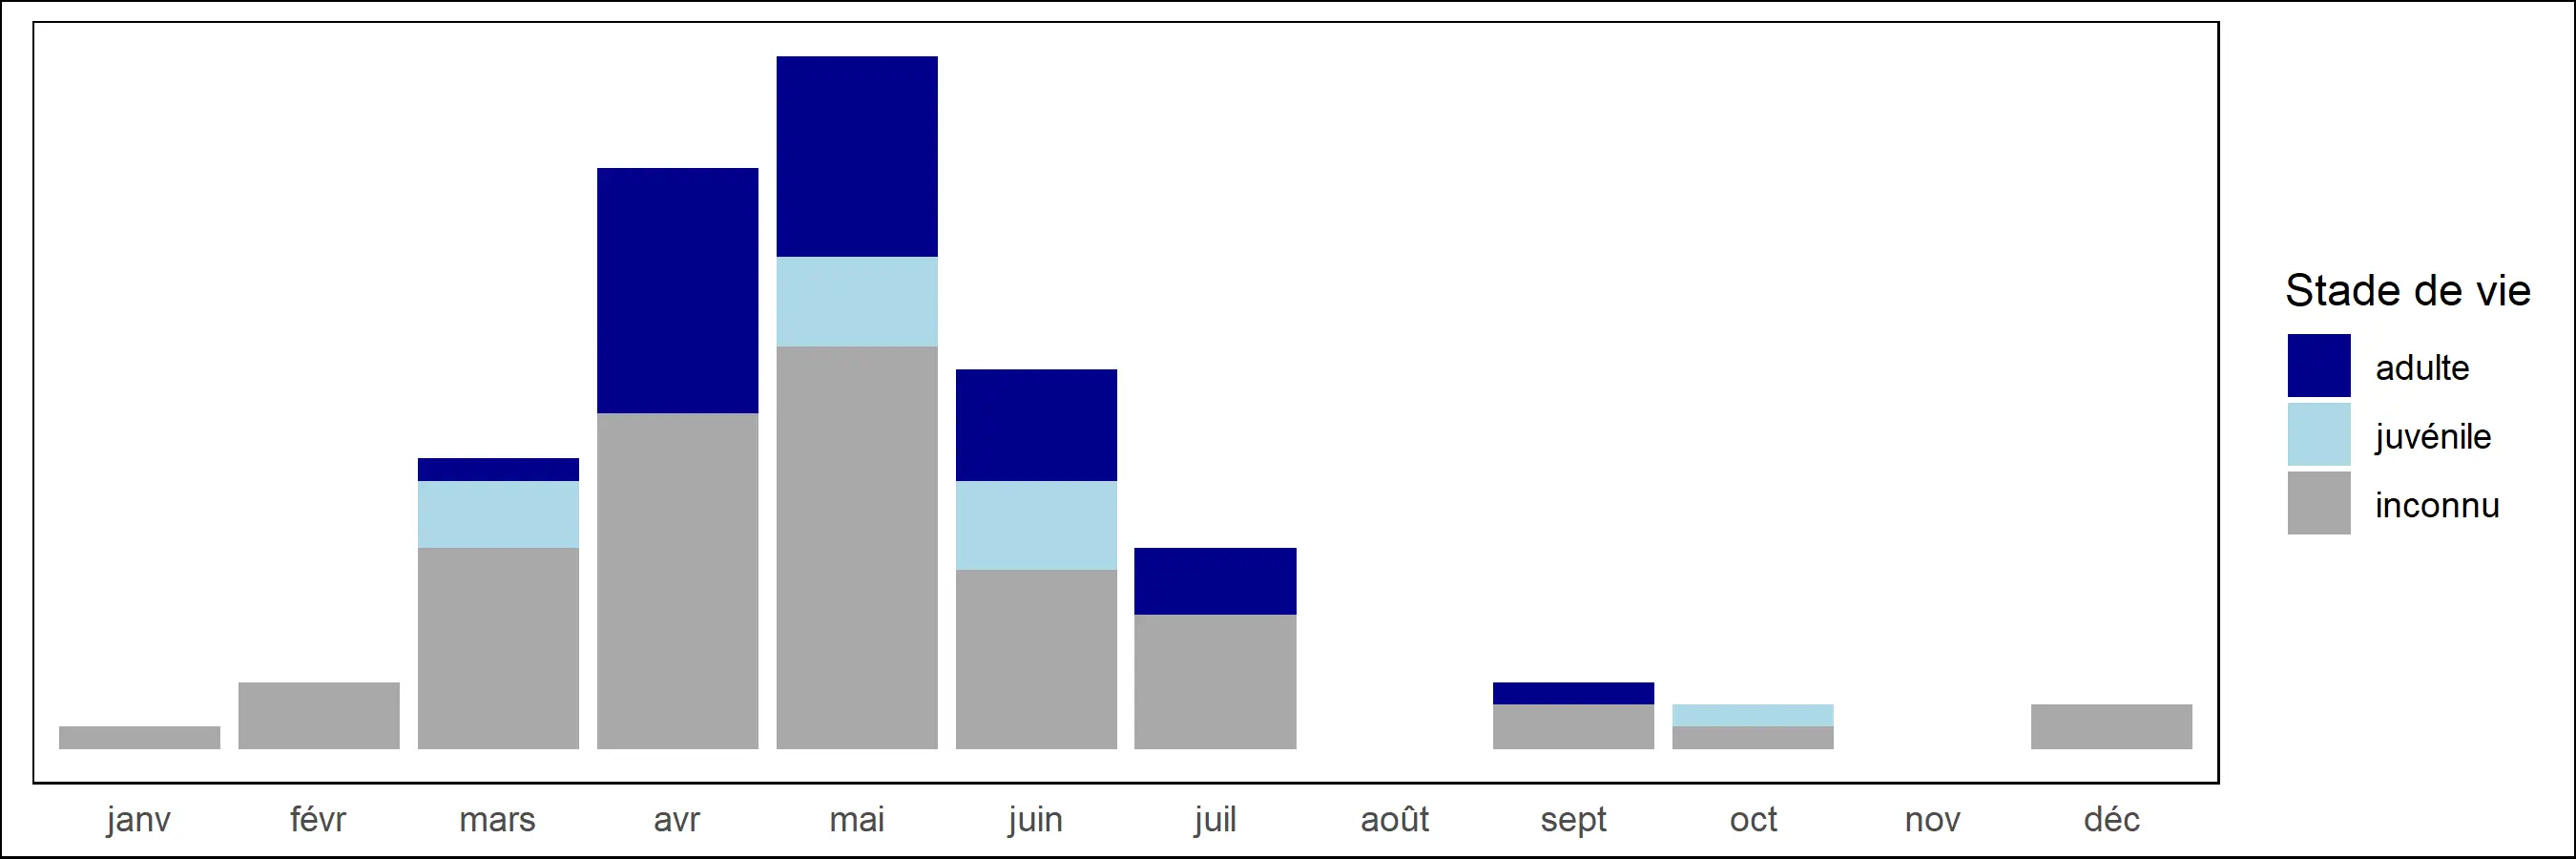 Stade de vie
adulte
juvénile
inconnu
janv févr mars avr mai juin juil août sept oct nov déc